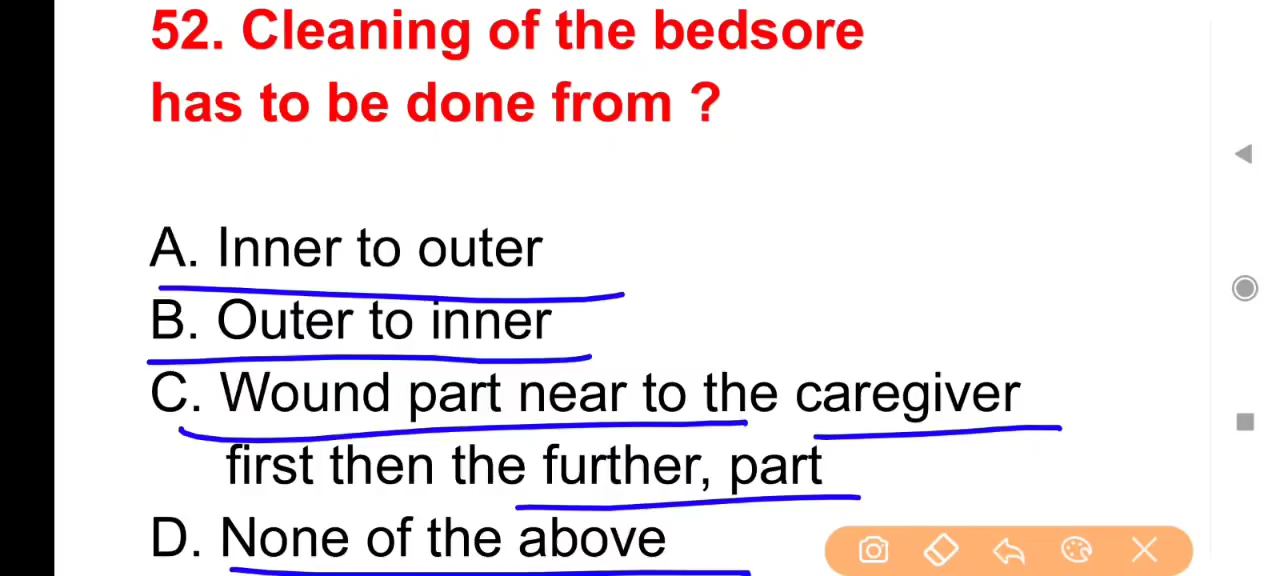 52. Cleaning of the bedsore
has to be done from ?
A. Inner to outer
B. Outer to inner
C. Wound part near to the caregiver
first then the further, part
D. None of the above